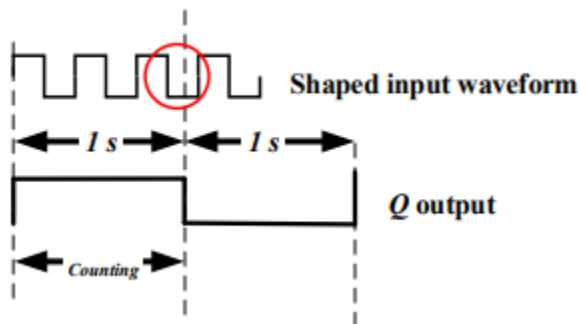 Shaped input waveform
1 s
1 s
Q output
Counting